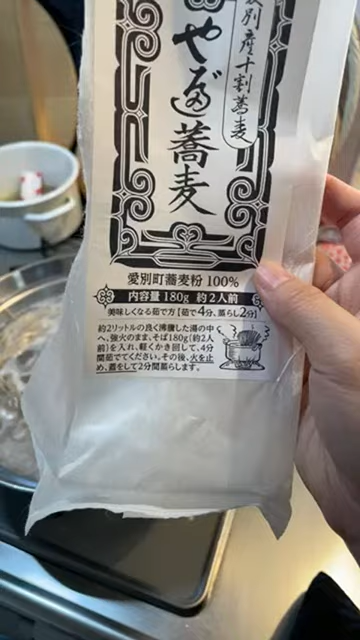 別産十割蕎麦
やざる蕎麦
愛別町蕎麦粉 100%
内容量180g 約2人前
美味しくなる茹で方【茹で4分、蒸らし2分】
約2リットルの良く沸騰した湯の中
へ、強火のまま、そば180g(約2人
前)を入れ、軽くかき回して、4分
間茹でてください。その後、火を止
め、蓋をして2分間蒸らします。